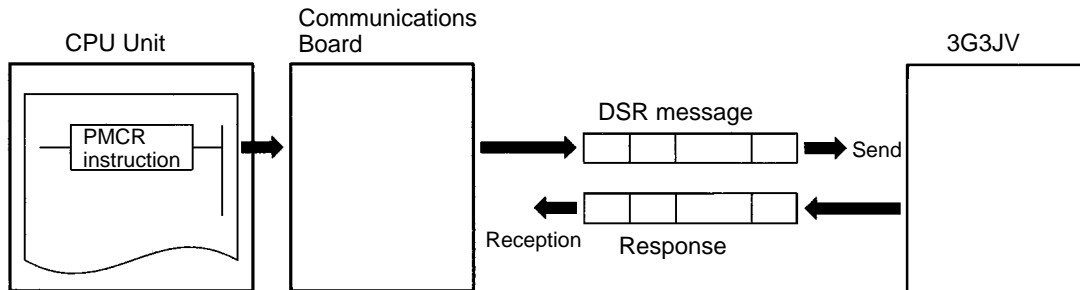 Communications
Board
CPU Unit
3G3JV
PMCR
instruction
DSR message
Send
Reception
Response